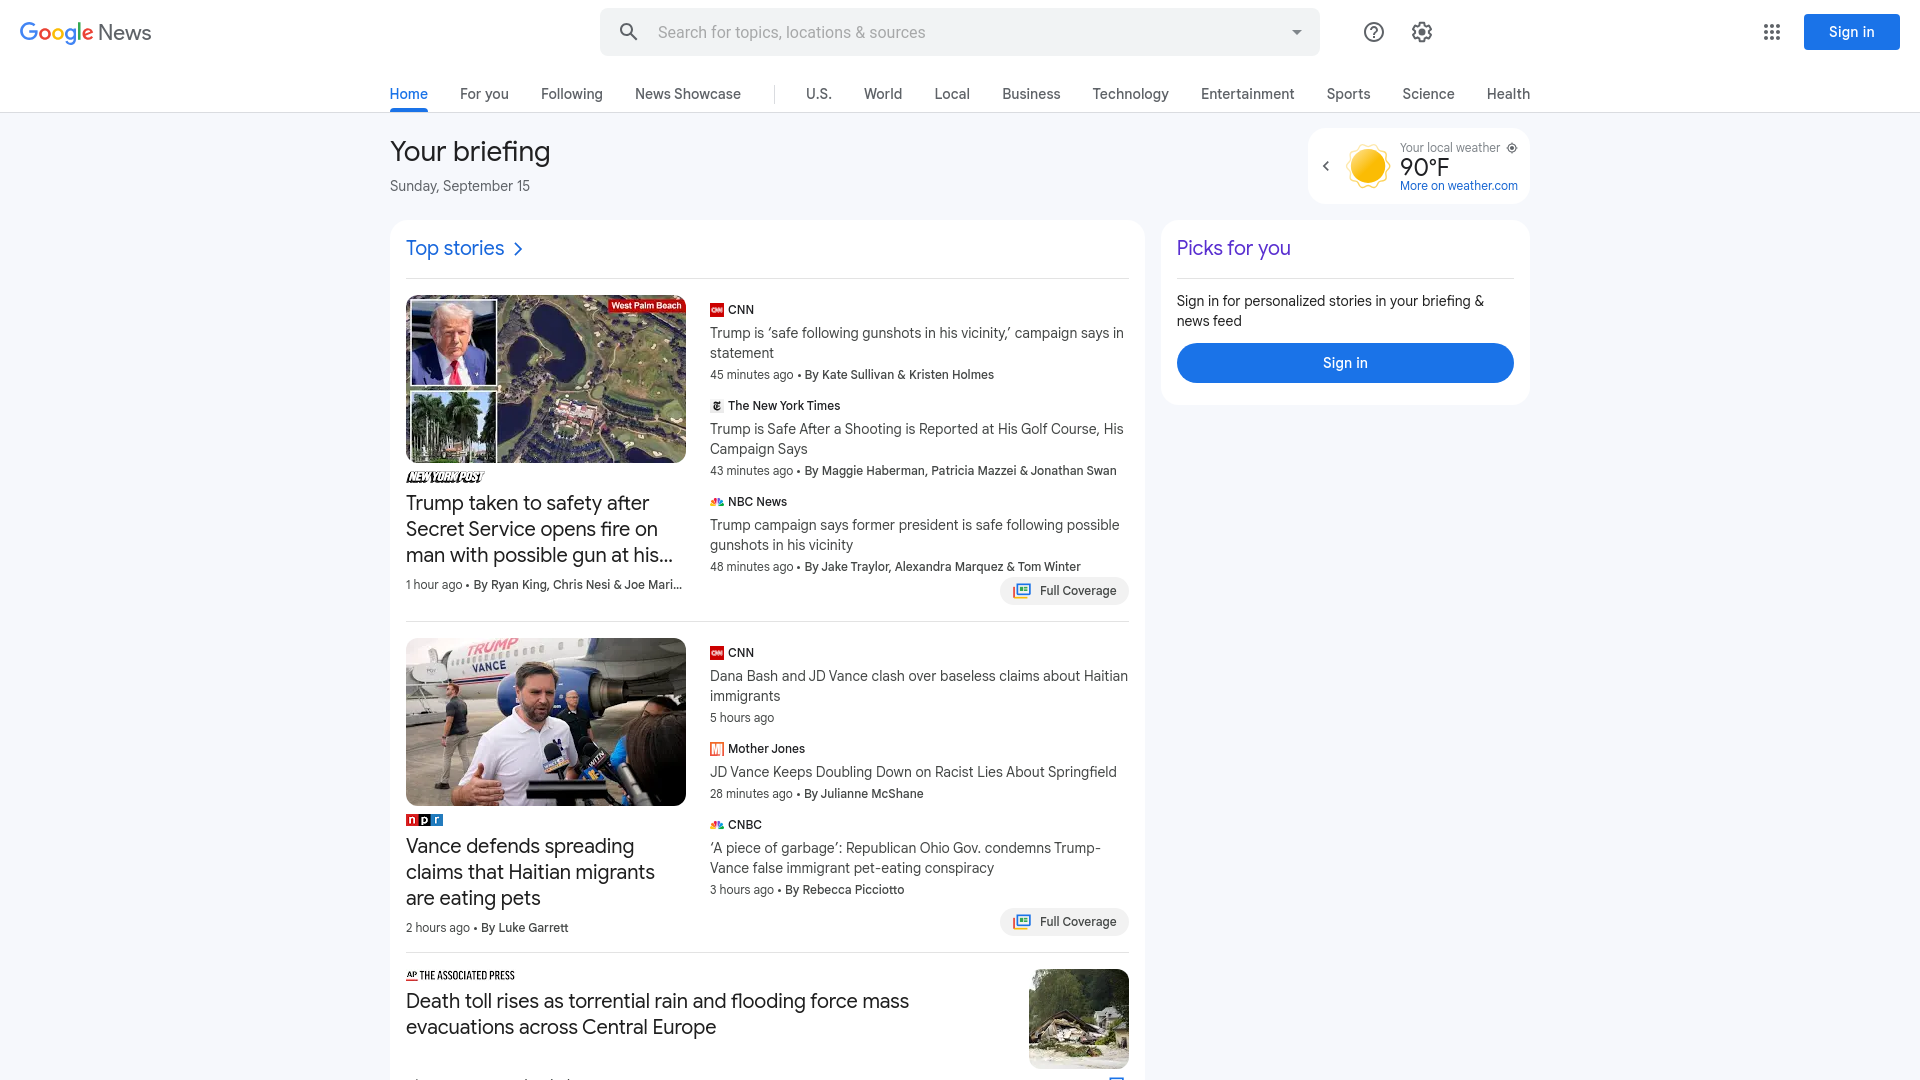 Google News
Search for topics, locations & sources
Sign in
Home
For you
Following
News Showcase
U.S.
World
Local
Business
Technology
Entertainment
Sports
Science
Health
Your briefing
Sunday, September 15
Your local weather
90°F
More on weather.com
Top stories
West Palm Beach
NEW YORK POST
Trump taken to safety after
Secret Service opens fire on
man with possible gun at his...
1 hour ago • By Ryan King, Chris Nesi & Joe Mari...
CNN
Trump is ‘safe following gunshots in his vicinity,’ campaign says in
statement
45 minutes ago • By Kate Sullivan & Kristen Holmes
The New York Times
Trump is Safe After a Shooting is Reported at His Golf Course, His
Campaign Says
43 minutes ago • By Maggie Haberman, Patricia Mazzei & Jonathan Swan
NBC News
Trump campaign says former president is safe following possible
gunshots in his vicinity
48 minutes ago • By Jake Traylor, Alexandra Marquez & Tom Winter
Full Coverage
TRUMP
VANCE
npr
Vance defends spreading
claims that Haitian migrants
are eating pets
2 hours ago • By Luke Garrett
CNN
Dana Bash and JD Vance clash over baseless claims about Haitian
immigrants
5 hours ago
Mother Jones
JD Vance Keeps Doubling Down on Racist Lies About Springfield
28 minutes ago • By Julianne McShane
CNBC
‘A piece of garbage’: Republican Ohio Gov. condemns Trump-
Vance false immigrant pet-eating conspiracy
3 hours ago • By Rebecca Picciotto
Full Coverage
AP THE ASSOCIATED PRESS
Death toll rises as torrential rain and flooding force mass
evacuations across Central Europe
Picks for you
Sign in for personalized stories in your briefing &
news feed
Sign in